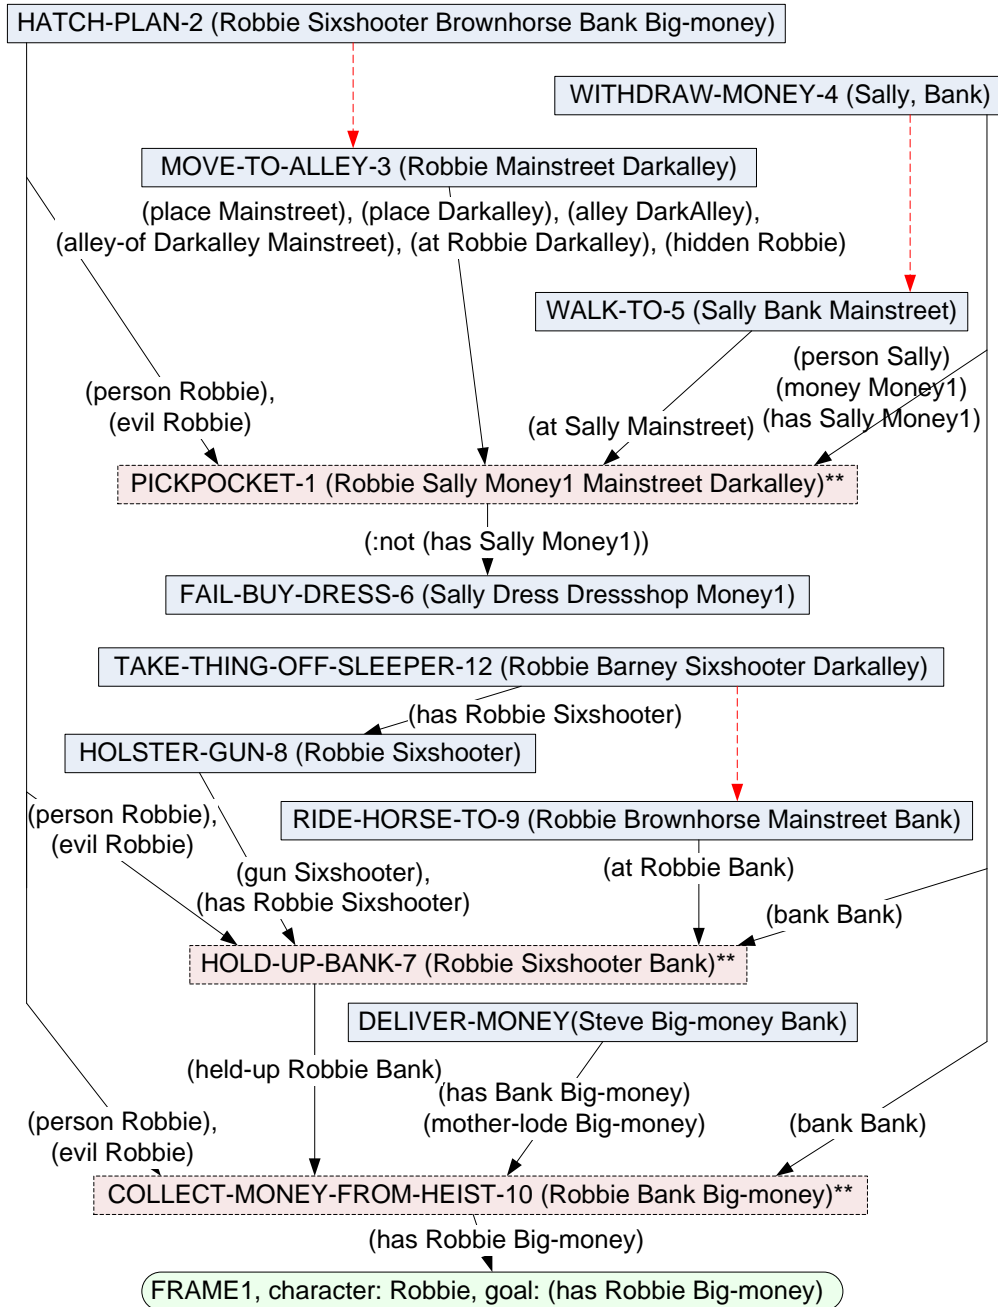 HATCH-PLAN-2 (Robbie Sixshooter Brownhorse Bank Big-money)
WITHDRAW-MONEY-4 (Sally, Bank)
MOVE-TO-ALLEY-3 (Robbie Mainstreet Darkalley)
(place Mainstreet), (place Darkalley), (alley DarkAlley),
(alley-of Darkalley Mainstreet), (at Robbie Darkalley), (hidden Robbie)
WALK-TO-5 (Sally Bank Mainstreet)
(person Sally)
(money Money1)
(has Sally Money1)
(person Robbie),
(evil Robbie)
(at Sally Mainstreet)
PICKPOCKET-1 (Robbie Sally Money1 Mainstreet Darkalley)**
(:not (has Sally Money1))
FAIL-BUY-DRESS-6 (Sally Dress Dressshop Money1)
TAKE-THING-OFF-SLEEPER-12 (Robbie Barney Sixshooter Darkalley)
(has Robbie Sixshooter)
HOLSTER-GUN-8 (Robbie Sixshooter)
RIDE-HORSE-TO-9 (Robbie Brownhorse Mainstreet Bank)
(person Robbie),
(evil Robbie)
(gun Sixshooter),
(has Robbie Sixshooter)
(at Robbie Bank)
(bank Bank)
HOLD-UP-BANK-7 (Robbie Sixshooter Bank)**
DELIVER-MONEY(Steve Big-money Bank)
(held-up Robbie Bank)
(has Bank Big-money)
(mother-lode Big-money)
(person Robbie),
(evil Robbie)
(bank Bank)
COLLECT-MONEY-FROM-HEIST-10 (Robbie Bank Big-money)**
(has Robbie Big-money)
FRAME1, character: Robbie, goal: (has Robbie Big-money)